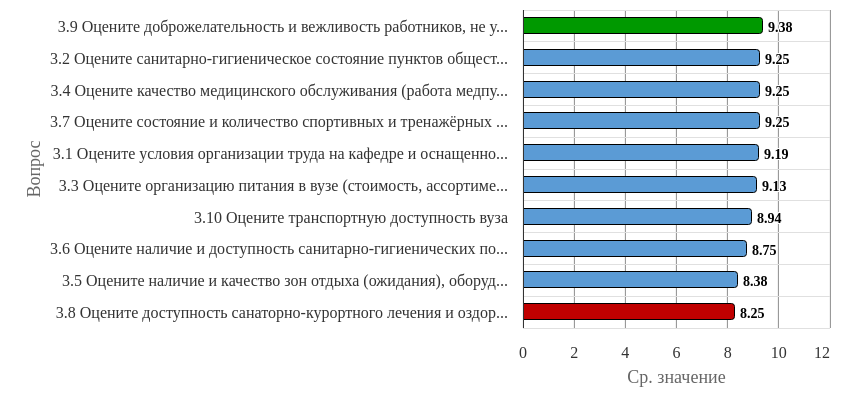 3.9 Оцените доброжелательность и вежливость работников, не у... 9.38
3.2 Оцените санитарно-гигиеническое состояние пунктов общест... 9.25
3.4 Оцените качество медицинского обслуживания (работа медпу... 9.25
3.7 Оцените состояние и количество спортивных и тренажёрных ... 9.25
3.1 Оцените условия организации труда на кафедре и оснащенно... 9.19
3.3 Оцените организацию питания в вузе (стоимость, ассортиме... 9.13
3.10 Оцените транспортную доступность вуза 8.94
3.6 Оцените наличие и доступность санитарно-гигиенических по... 8.75
3.5 Оцените наличие и качество зон отдыха (ожидания), оборуд... 8.38
3.8 Оцените доступность санаторно-курортного лечения и оздор... 8.25
Вопрос
0 2 4 6 8 10 12
Ср. значение